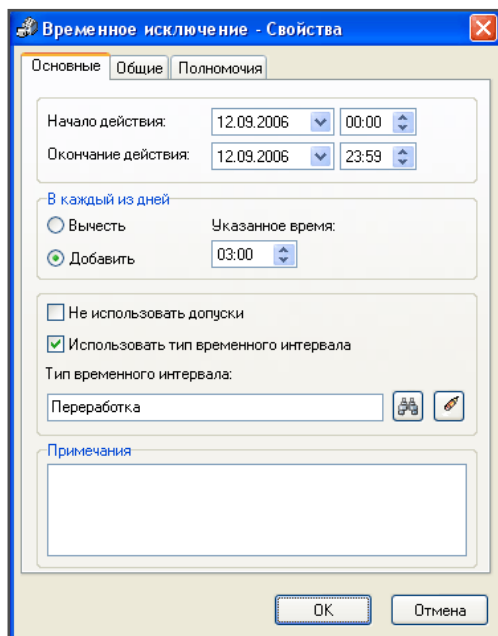 Временное исключение - Свойства
Основные Общие Полномочия
Начало действия: 12.09.2006 00:00
Окончание действия: 12.09.2006 23:59
В каждый из дней
Вычесть Указанное время:
Добавить 03:00
Не использовать допуски
Использовать тип временного интервала
Тип временного интервала:
Переработка
Примечания
OK Отмена